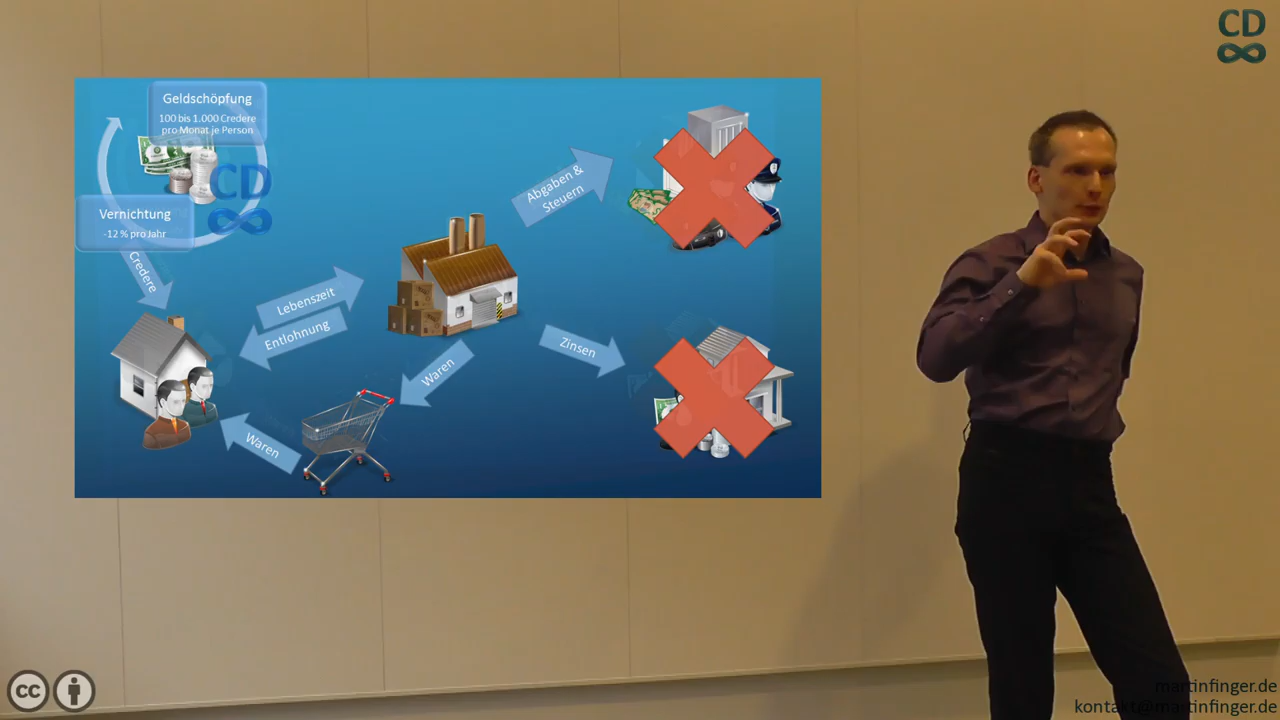 CD
Geldschöpfung
100 bis 1.000 Credere
pro Monat je Person
CD
Vernichtung
-12 % pro Jahr
Credere
Abgaben &
Steuern
Lebenszeit
Entlohnung
Zinsen
Waren
Waren
cc
martinfinger.de
kontakt@martinfinger.de